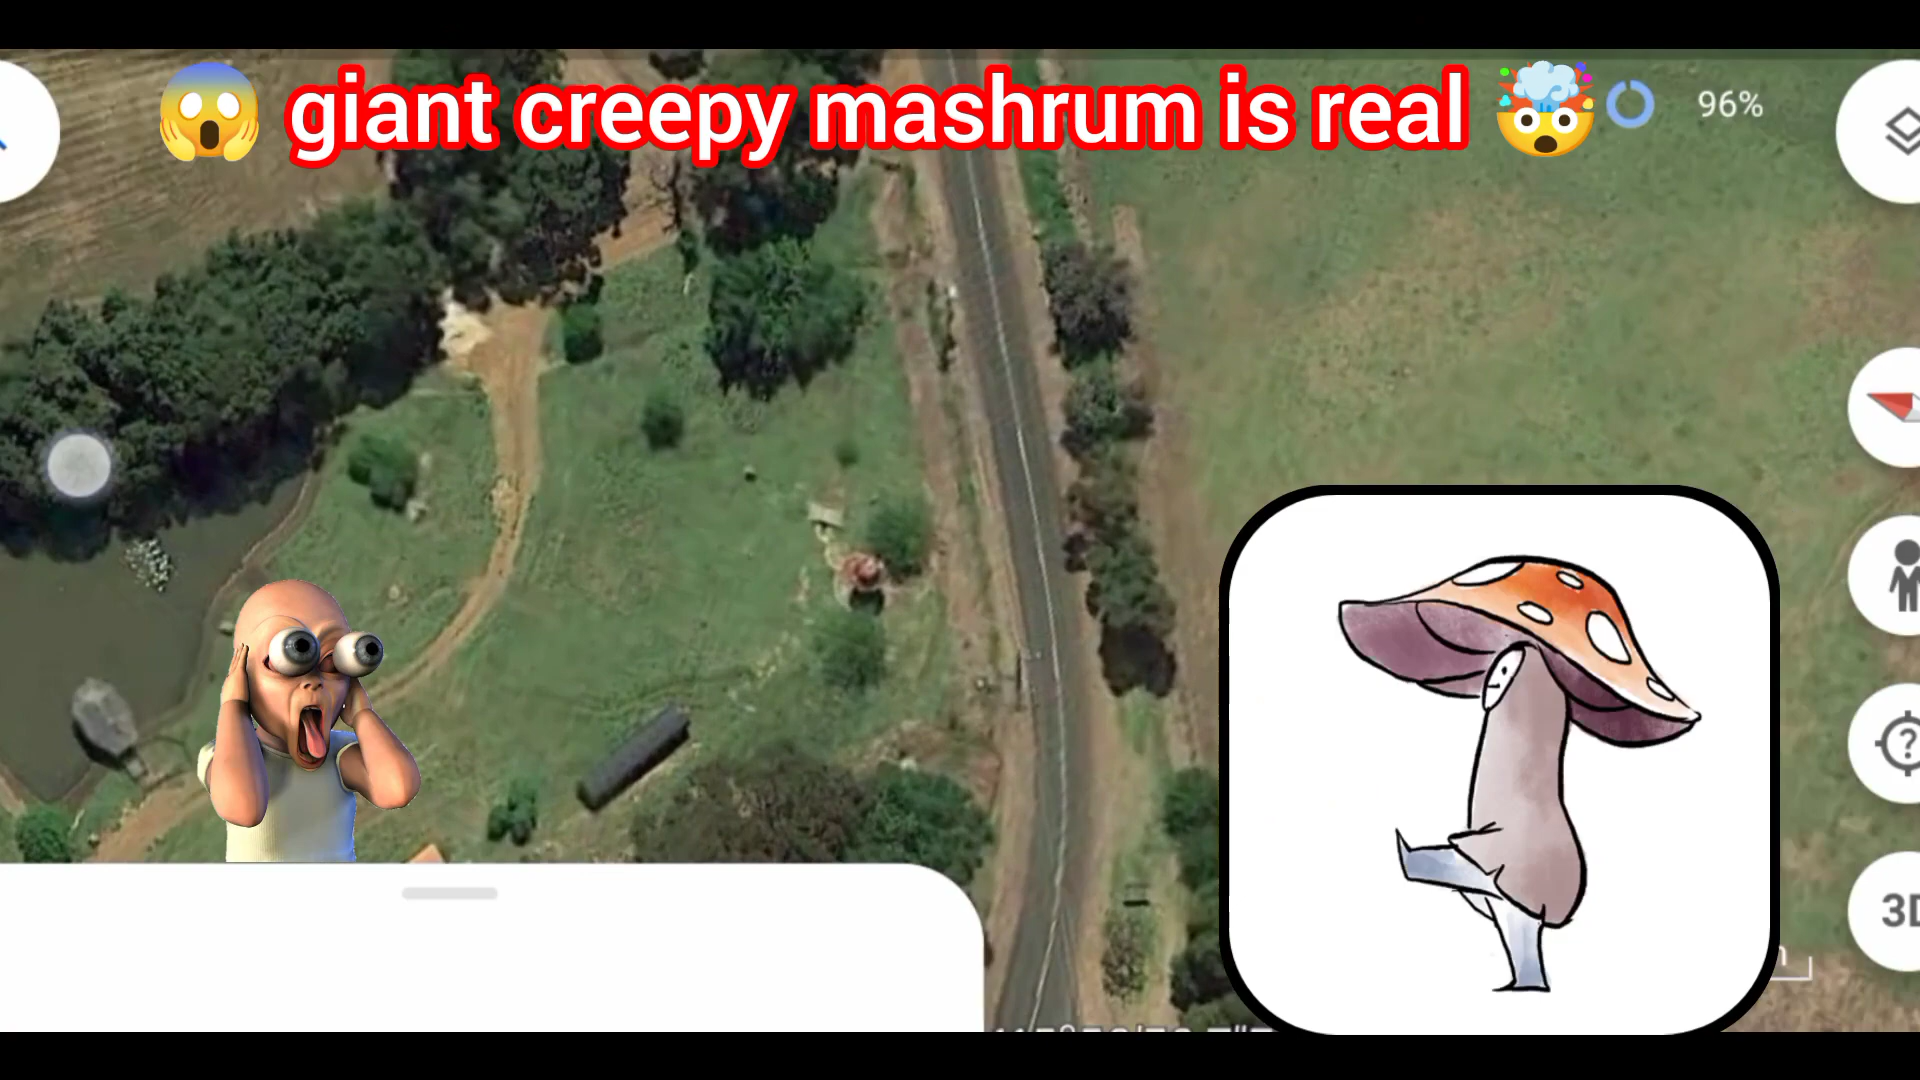 😱 giant creepy mashrum is real 🤯
96%
3D